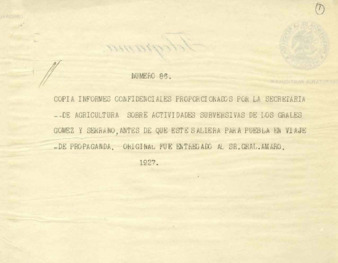 (1)
Telegrama
DUMERO 86.
COPIA INFORMES CONFIDENCIALES PROPORCIONADOS POR LA SECRETARIA
--DE AGRICULTURA SOBRE ACTIVIDADES SUBVERSIVAS DE LOS GRALES
GOMEZ Y SERRANO, ANTES DE QUE ESTE SALIERA PARA PUEBLA EN VIAJE
-DE PROPAGANDA. ORIGINAL FUE ENTREGADO AL SR. GRAL. AMARO,
1927.